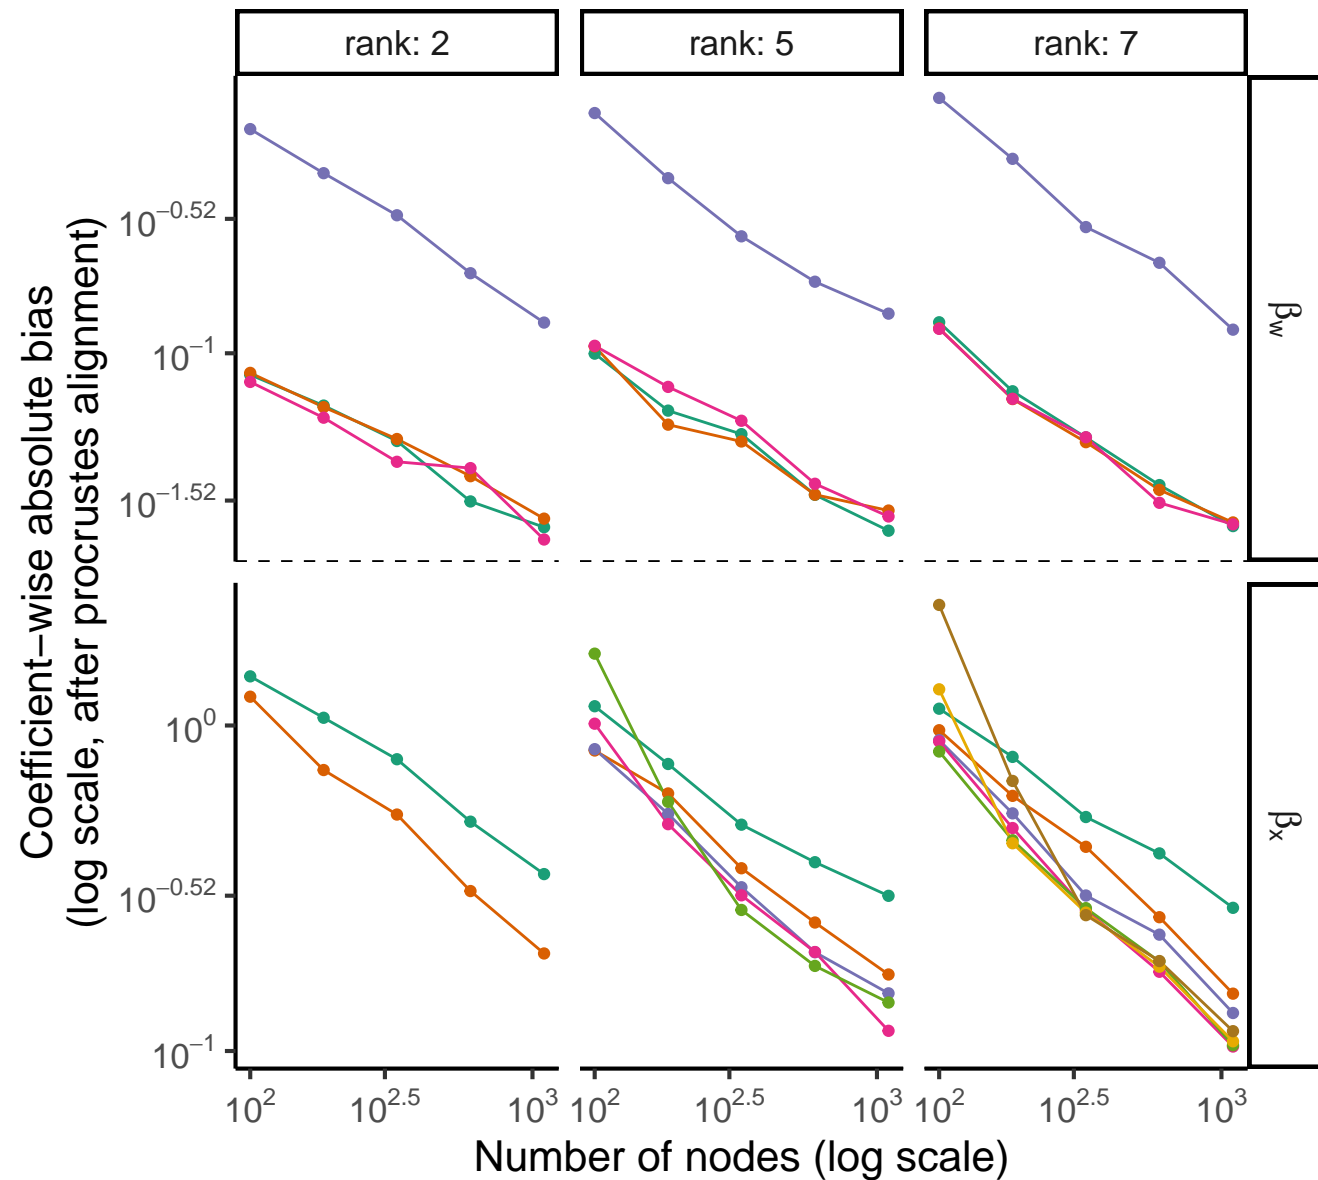 rank: 2
rank: 5
rank: 7
Coefficient−wise absolute bias
(log scale, after procrustes alignment)
10^−0.52
10^−1
10^−1.52
β_w
10^0
10^−0.52
10^−1
β_x
10^2 10^2.5 10^3
10^2 10^2.5 10^3
10^2 10^2.5 10^3
Number of nodes (log scale)